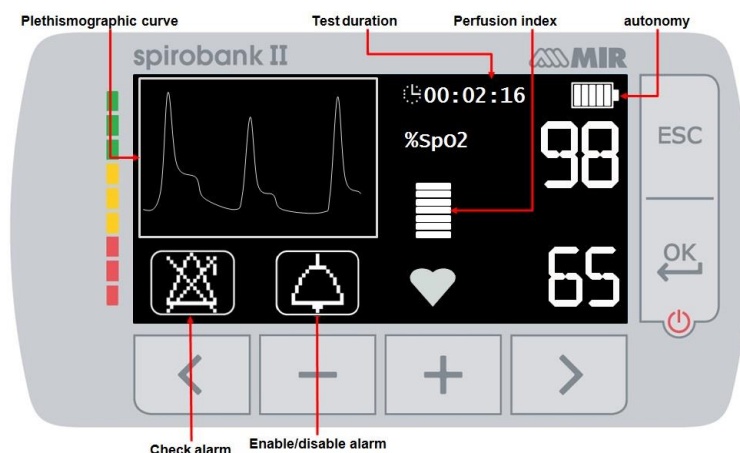 Plethismographic curve
Test duration
Perfusion index
autonomy
spirobank II
MIR
00:02:16
%Spo2
98
ESC
65
OK
Check alarm
Enable/disable alarm